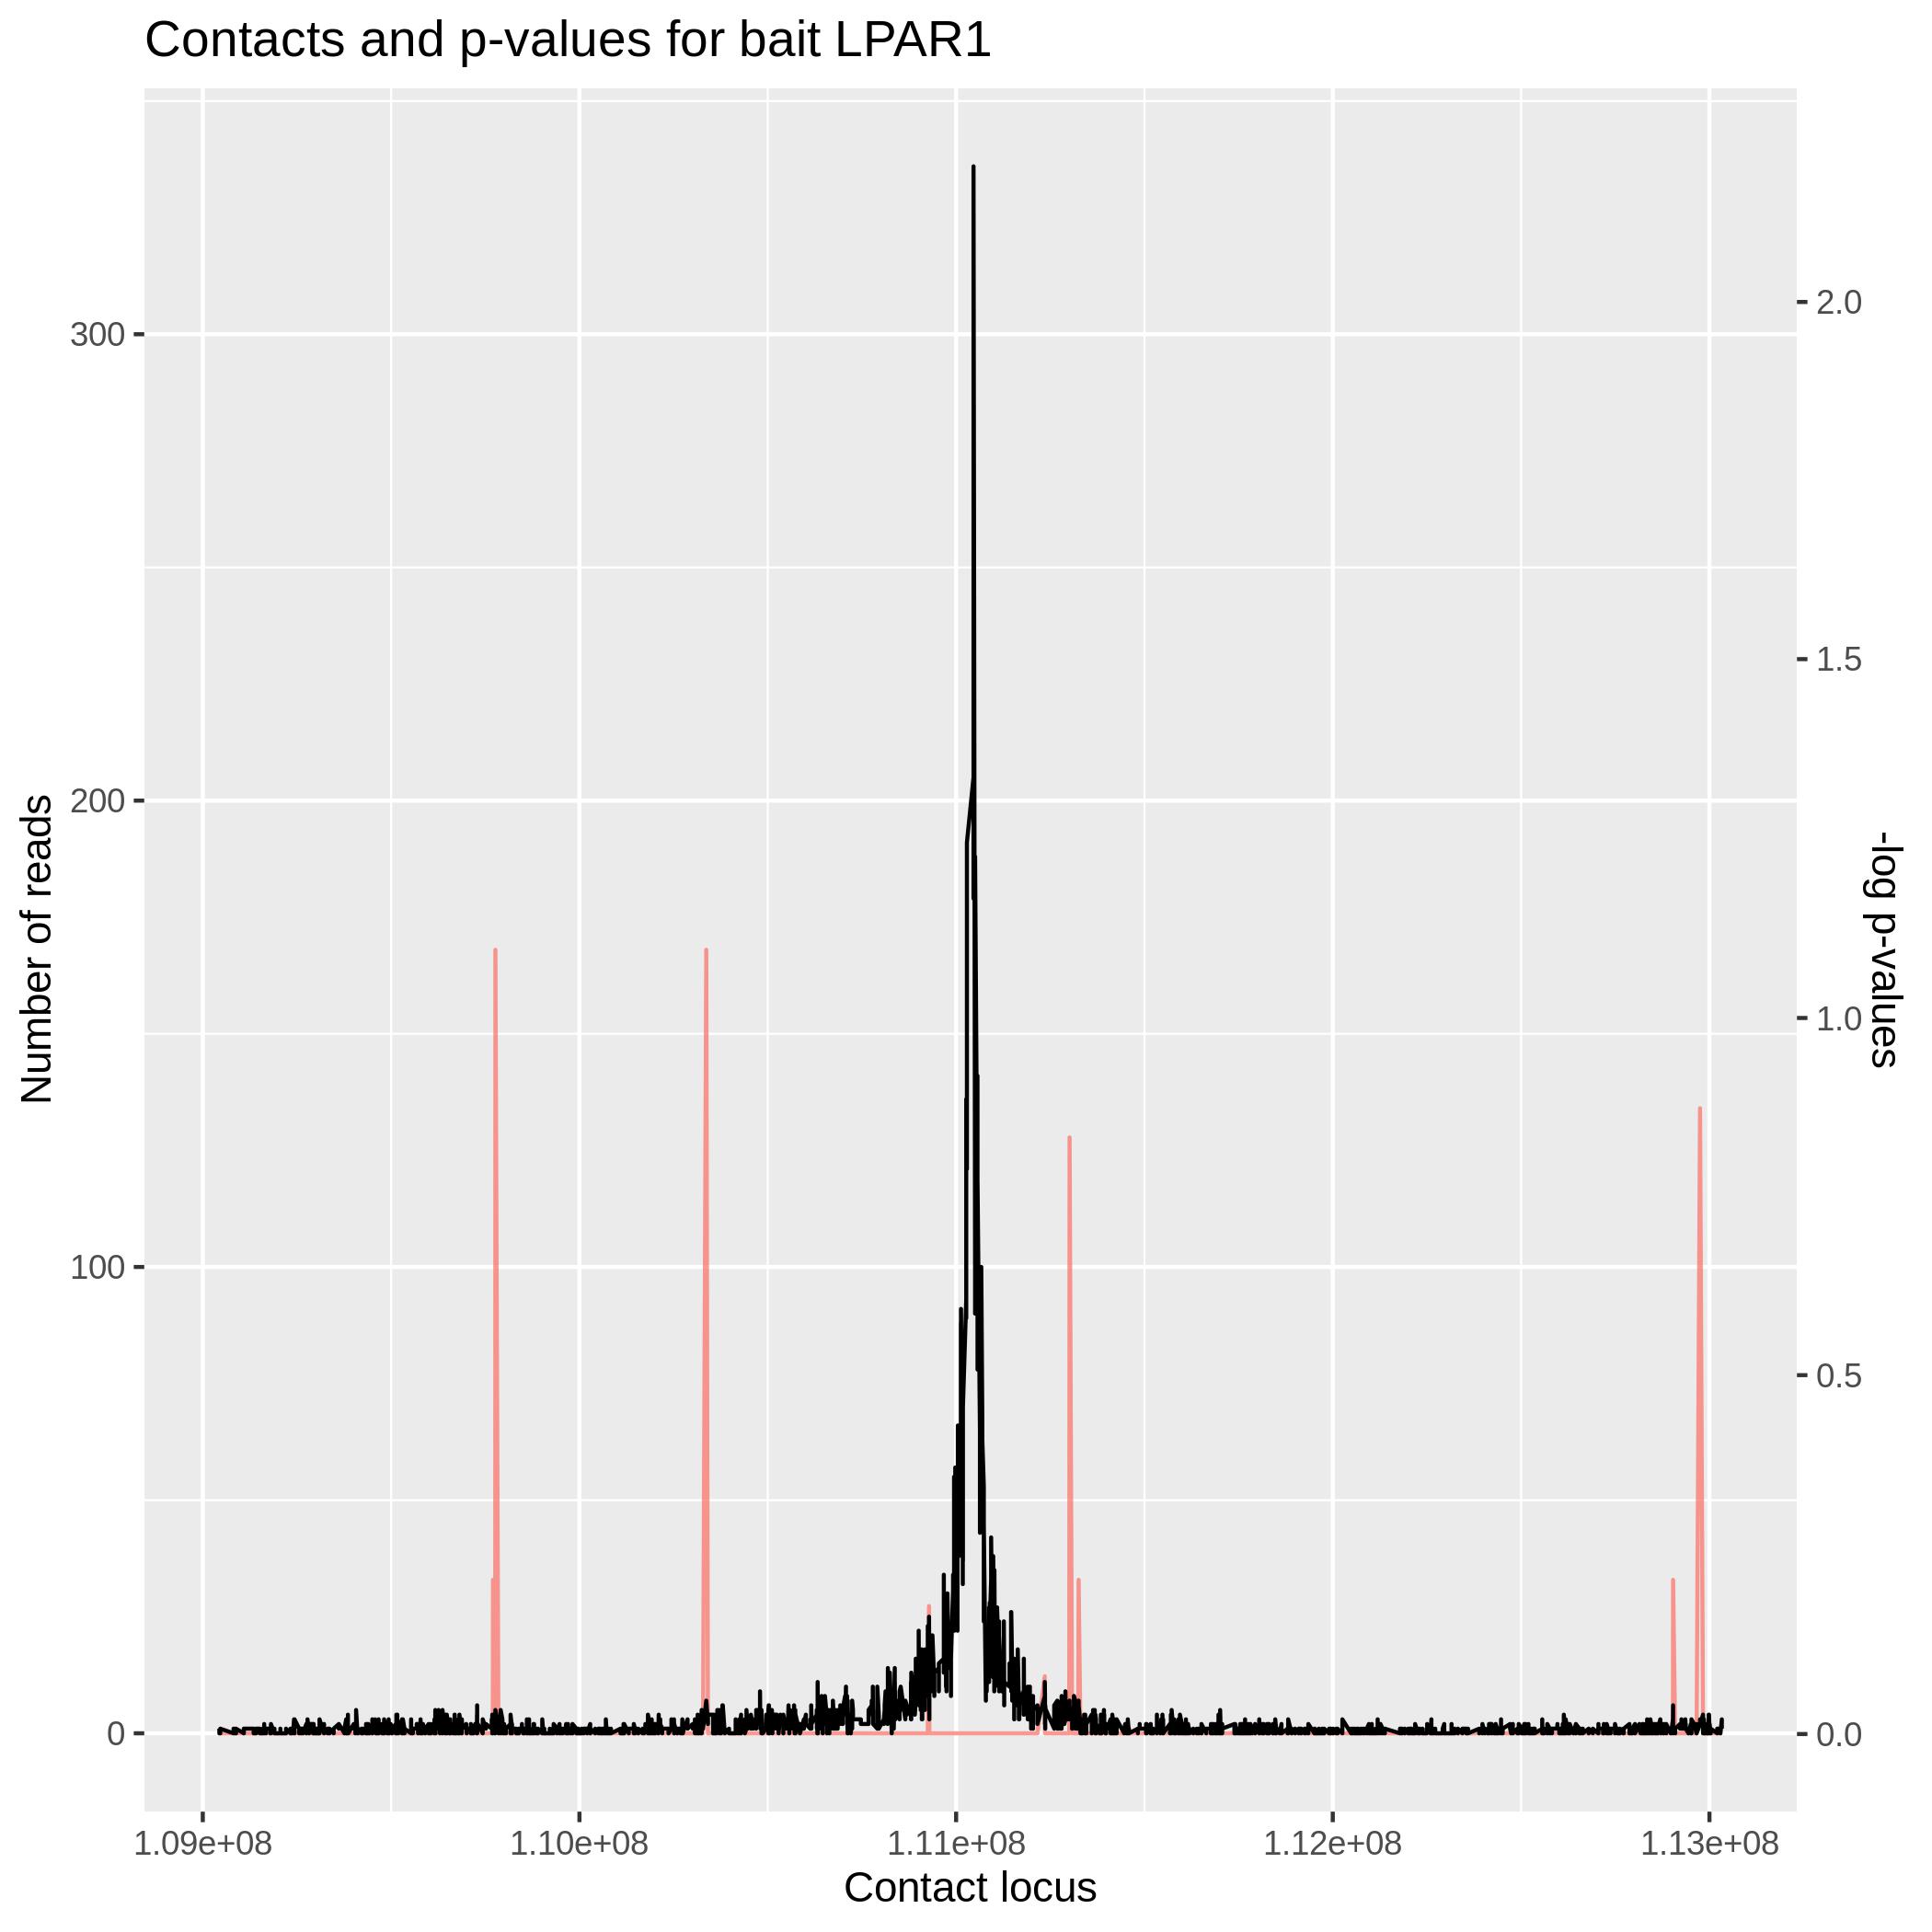 Contacts and p-values for bait LPAR1
Number of reads
300
200
100
0
2.0
1.5
1.0
0.5
0.0
-log p-values
1.09e+08
1.10e+08
1.11e+08
1.12e+08
1.13e+08
Contact locus